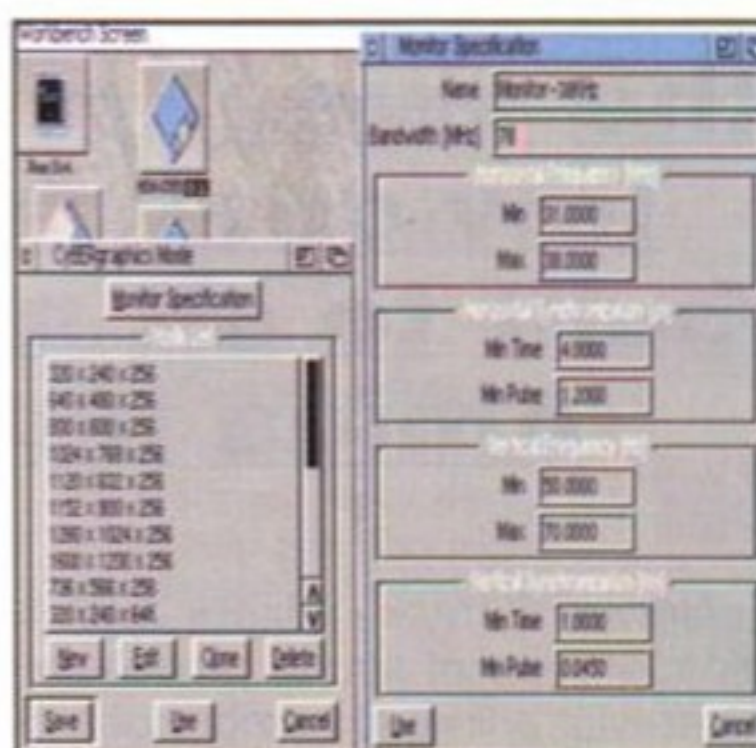 Workbench Screen
Monitor Specification
Name
Bandwidth (MHz) 78
Min 31.0000
Max 38.0000
Min Time 4.0000
Min Pulse 1.2000
Vertical Frequency (Hz)
Min 50.0000
Max 70.0000
Min Time 1.0000
Min Pulse 0.0450
Use Cancel
CyberGraphics Mode
Monitor Specification
320 x 240 x 256
640 x 480 x 256
800 x 600 x 256
1024 x 768 x 256
1120 x 832 x 256
1152 x 900 x 256
1280 x 1024 x 256
1600 x 1200 x 256
736 x 566 x 256
320 x 240 x 64K
New Edit Clone Delete
Save Use Cancel